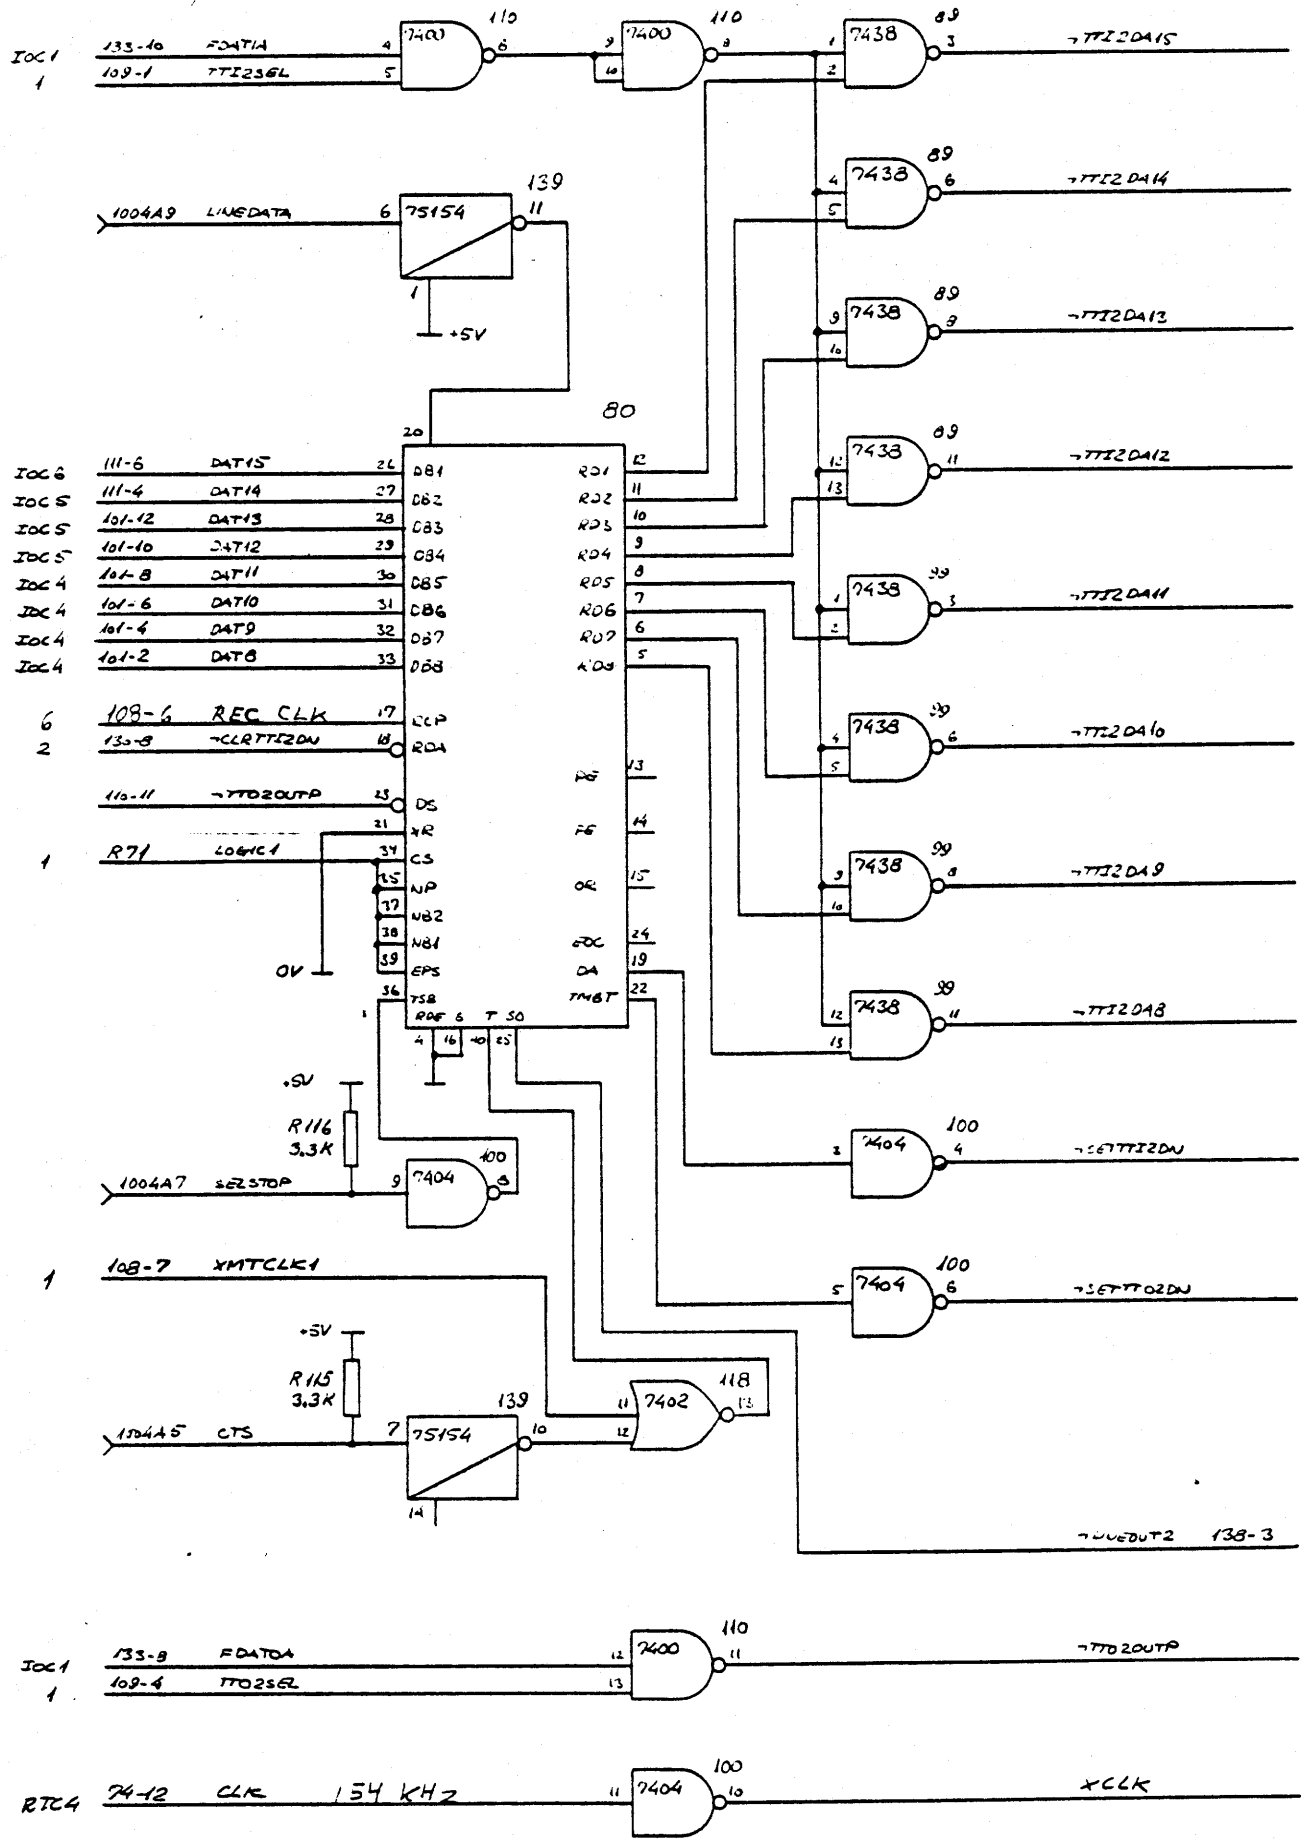 110 110 89
IOC1 133-10 FDATIA 4 7400 6 9 7400 8 1 7438 3 ¬TTI2DA15
1 109-1 TTI2SEL 5 10 2
89
4 7438 6 ¬TTI2DA14
5
139
1004A9 LINEDATA 6 75154 11
1
+5V
89
9 7438 8 ¬TTI2DA13
10
80
20
89
12 7438 11 ¬TTI2DA12
13
IOC6 111-6 DAT15 26 DB1 RD1 12
IOC5 111-4 DAT14 27 DB2 RD2 11
IOC5 101-12 DAT13 28 DB3 RD3 10
IOC5 101-10 DAT12 29 DB4 RD4 9
IOC4 101-8 DAT11 30 DB5 RD5 8
IOC4 101-6 DAT10 31 DB6 RD6 7
IOC4 101-4 DAT9 32 DB7 RD7 6
IOC4 101-2 DAT8 33 DB8 RD8 5
99
1 7438 3 ¬TTI2DA11
2
6 108-6 REC CLK 17 RCP
2 130-8 ¬CLRTTI2DN 18 RDA
99
4 7438 6 ¬TTI2DA10
5
PE 13
110-11 ¬TTO2OUTP 23 DS
21 XR FE 14
1 R71 LOGIC1 34 CS
35 NP OR 15
37 NB2
38 NB1 EOC 24
0V 39 EPS DA 19
36 TSB TMBT 22
RDE G T SO
4 16 40 25
99
9 7438 8 ¬TTI2DA9
10
99
12 7438 11 ¬TTI2DA8
13
+5V
R116
3.3K
100
1004A7 SELSTOP 9 7404 8
100
3 7404 4 ¬SETTTI2DN
1 108-7 XMTCLK1
100
5 7404 6 ¬SETTTO2DN
+5V
R115
3.3K
139 118
11 7402 13
12
1004A5 CTS 7 75154 10
14
¬LINEOUT2 138-3
110
IOC1 133-8 FDATOA 12 7400 11 ¬TTO2OUTP
1 109-4 TTO2SEL 13
100
RTC4 74-12 CLK 154 KHz 11 7404 10 XCLK